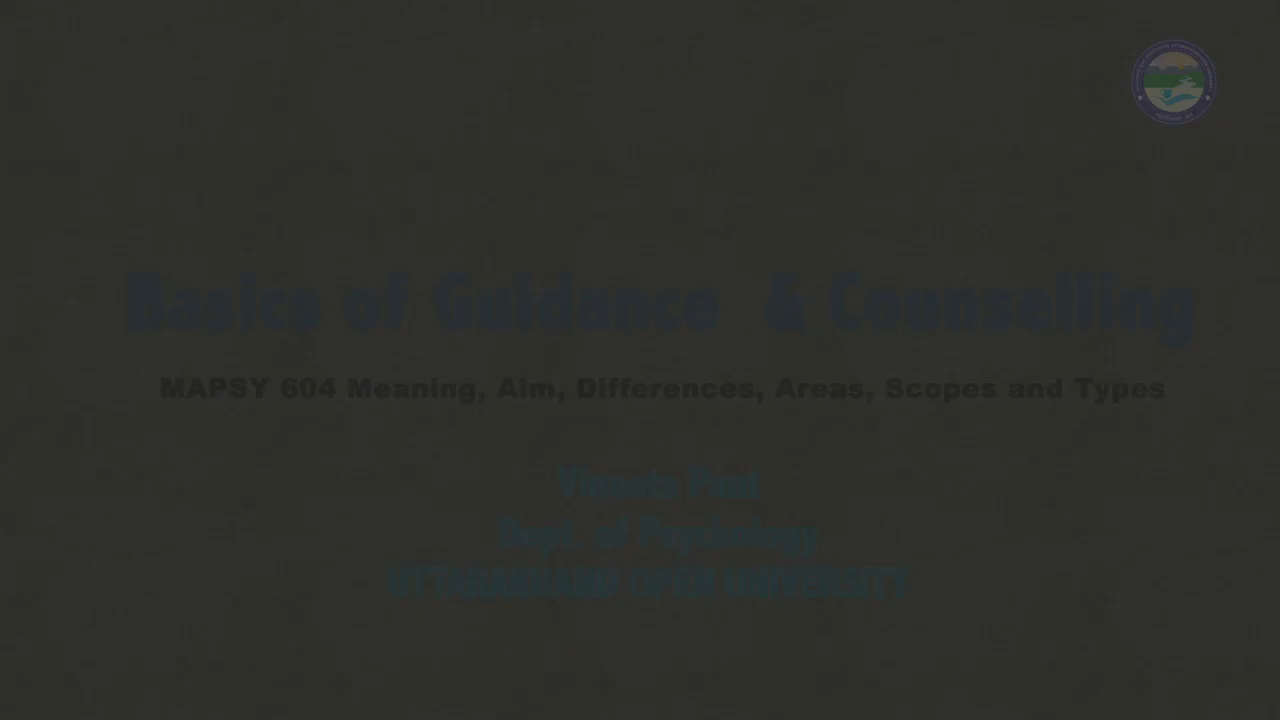 Basics of Guidance & Counselling
MAPSY 604 Meaning, Aim, Differences, Areas, Scopes and Types
Pant
Dept. of Psychology
UTTARAKHAND OPEN UNIVERSITY